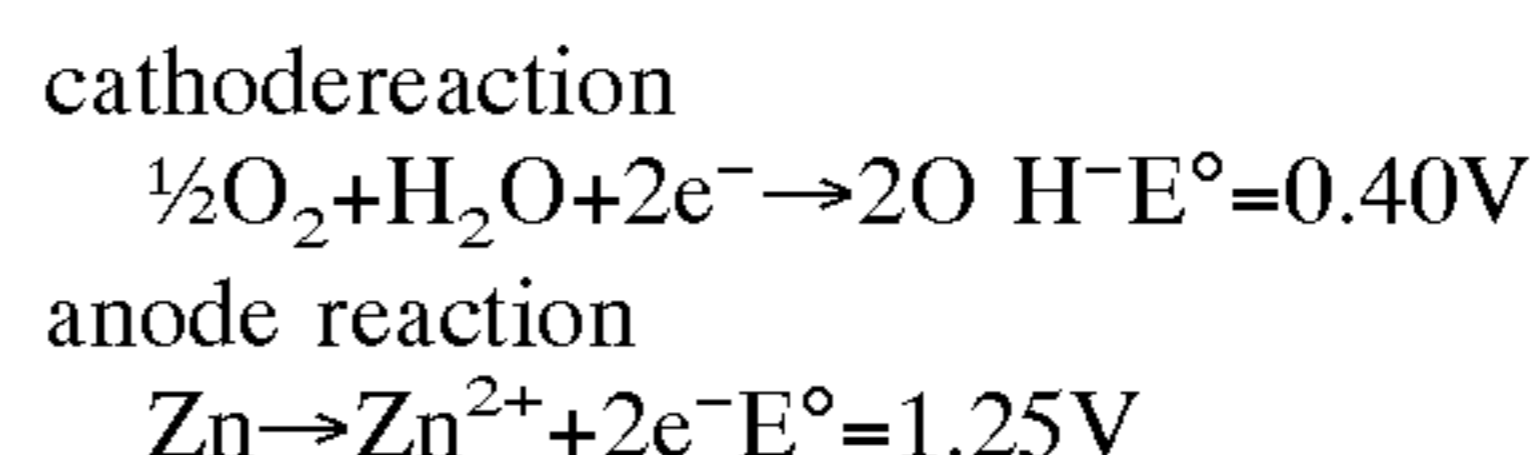 cathodereaction
½O₂+H₂O+2e⁻→2O H⁻E°=0.40V
anode reaction
Zn→Zn²⁺+2e⁻E°=1.25V